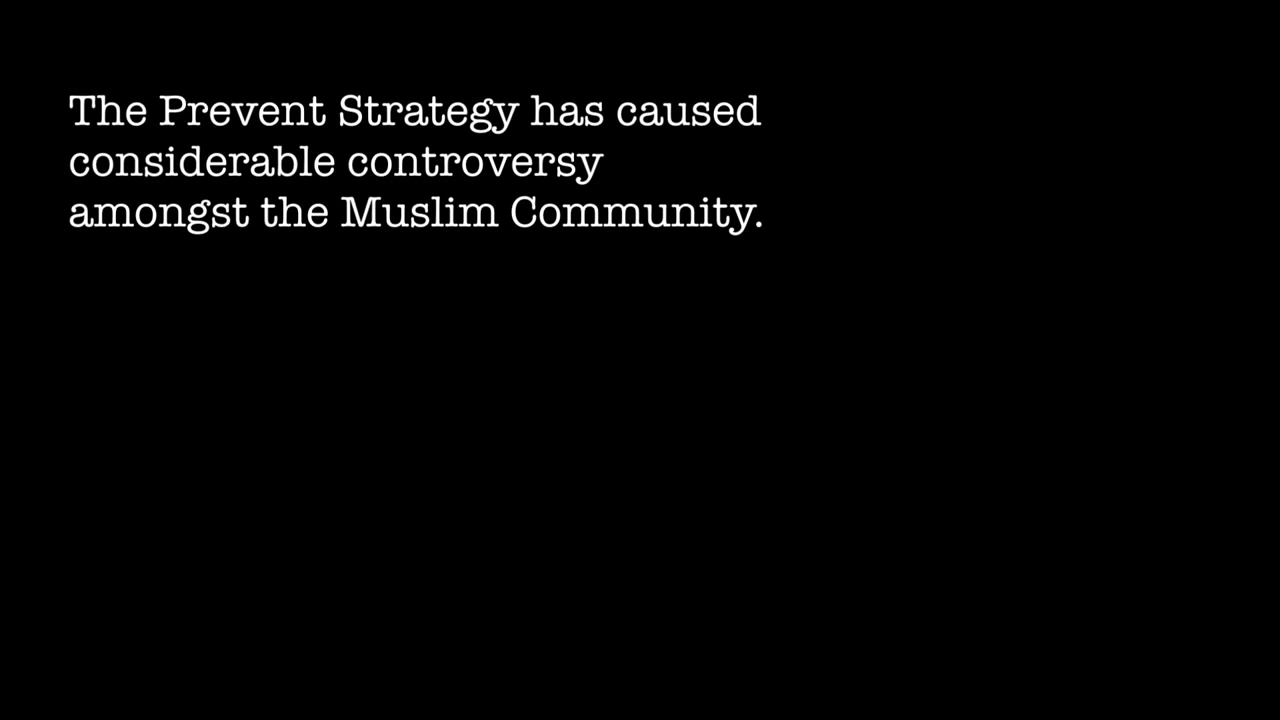 The Prevent Strategy has caused
considerable controversy
amongst the Muslim Community.